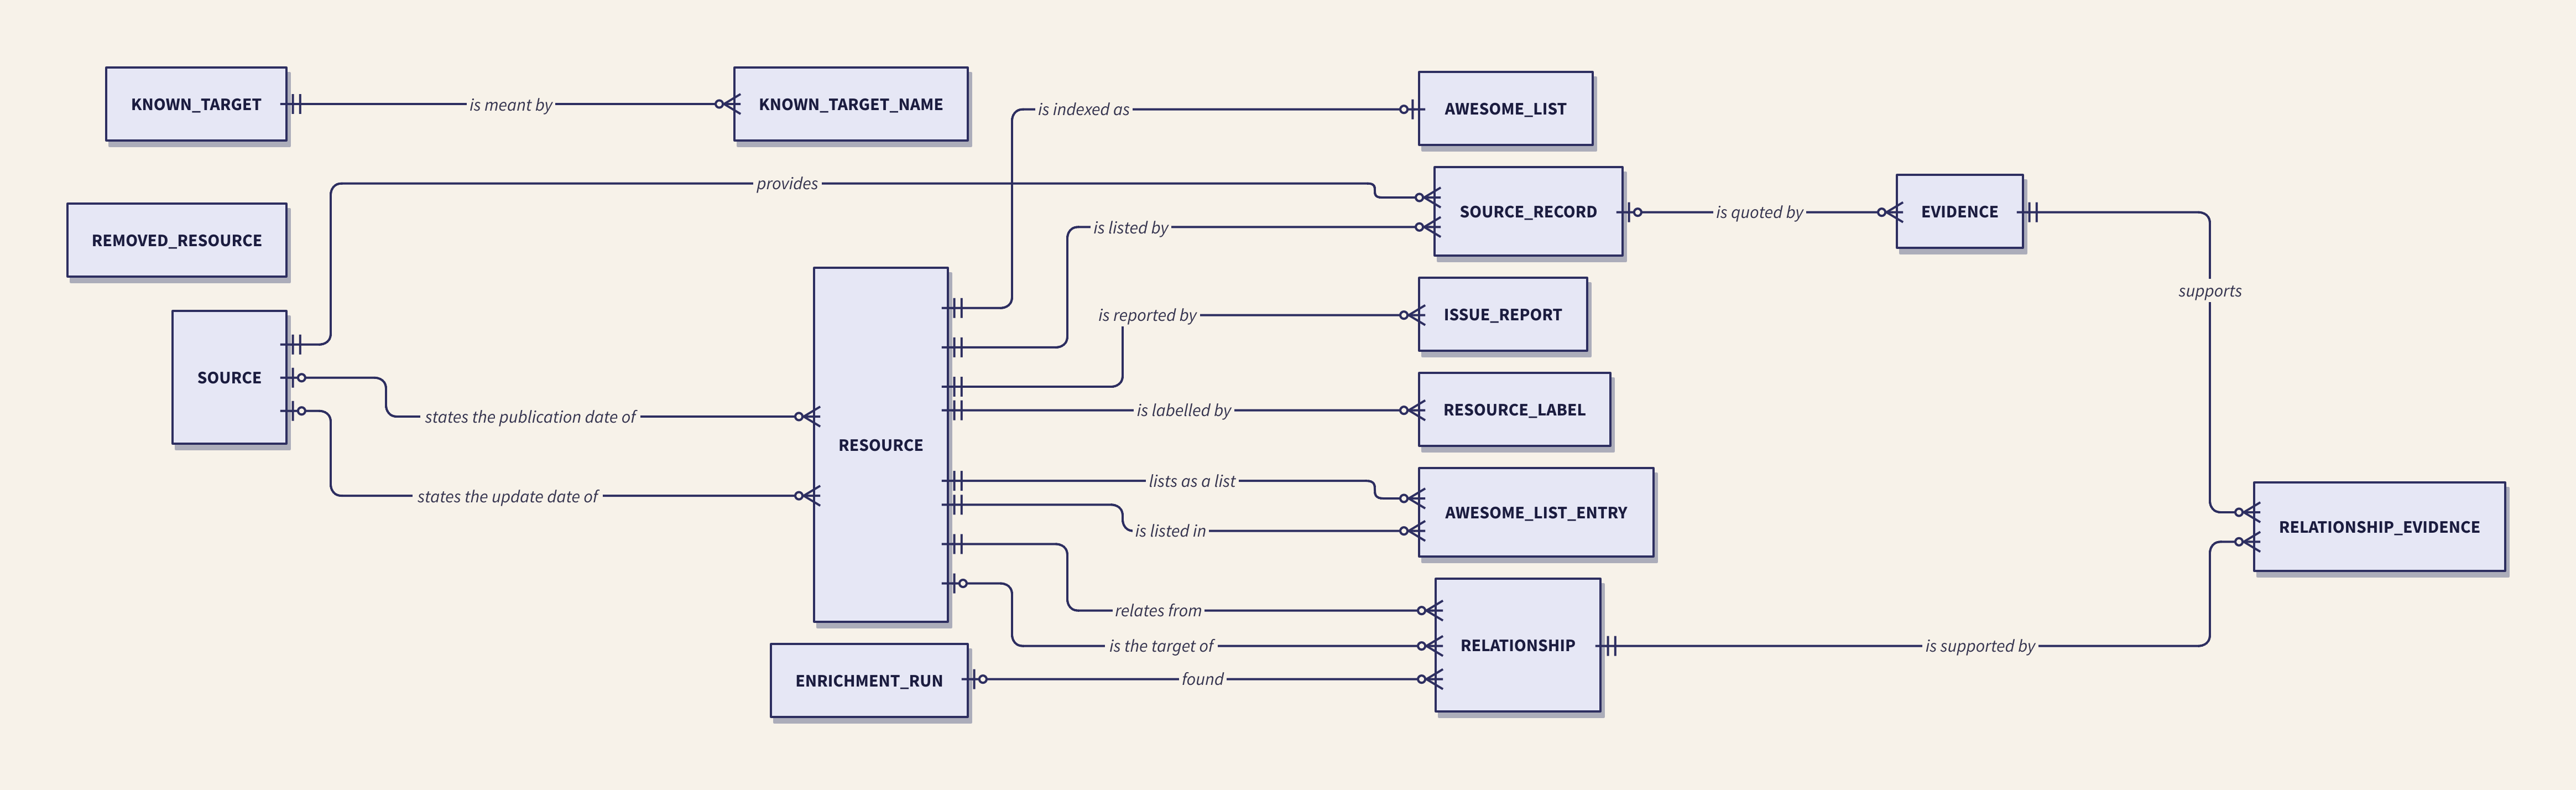 KNOWN_TARGET
is meant by
KNOWN_TARGET_NAME
is indexed as
AWESOME_LIST
provides
REMOVED_RESOURCE
is listed by
SOURCE_RECORD
is quoted by
EVIDENCE
supports
is reported by
ISSUE_REPORT
SOURCE
states the publication date of
states the update date of
RESOURCE
is labelled by
RESOURCE_LABEL
lists as a list
is listed in
AWESOME_LIST_ENTRY
RELATIONSHIP_EVIDENCE
relates from
is the target of
RELATIONSHIP
is supported by
ENRICHMENT_RUN
found